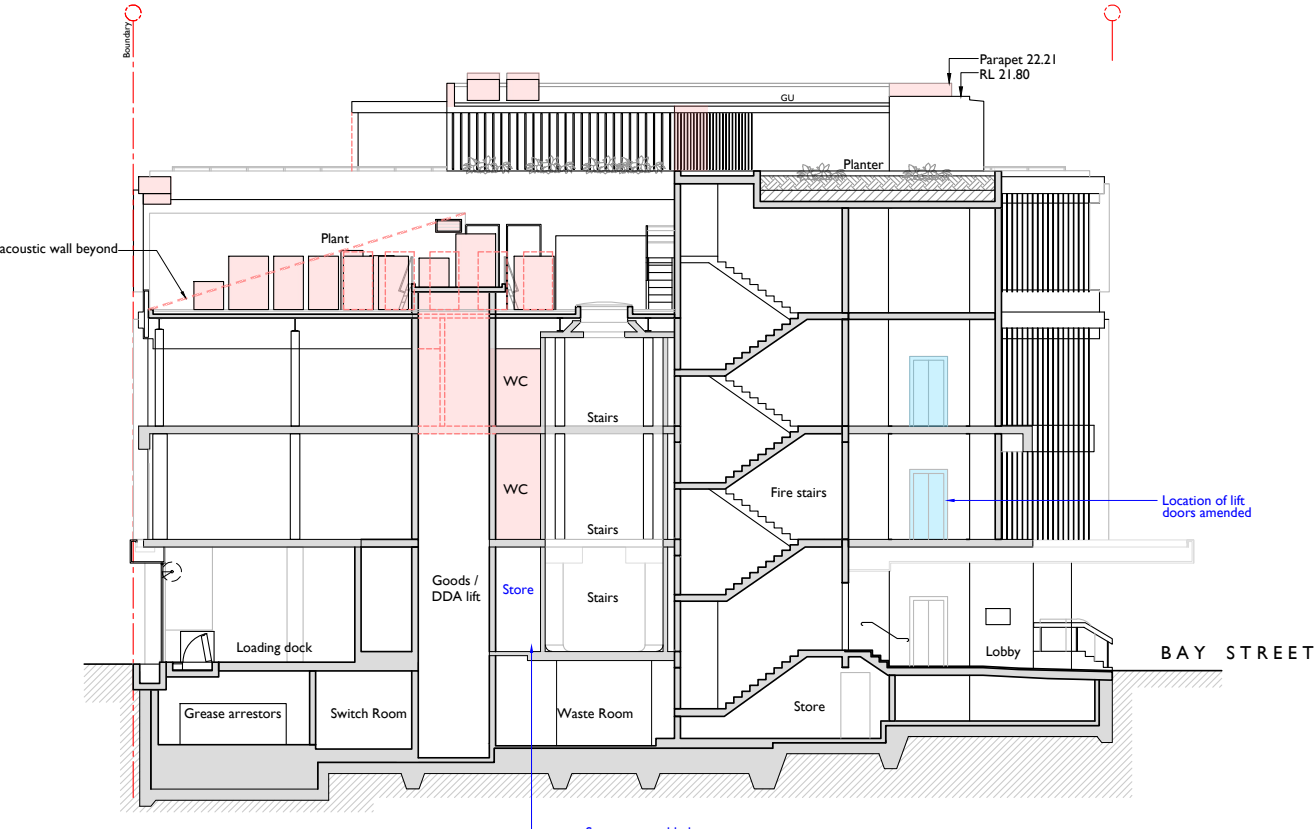 Boundary
Parapet 22.21
RL 21.80
GU
Planter
Plant
acoustic wall beyond
WC
Stairs
WC
Fire stairs
Location of lift
doors amended
Stairs
Goods /
DDA lift
Store
Stairs
Loading dock
Lobby
BAY STREET
Grease arrestors
Switch Room
Waste Room
Store